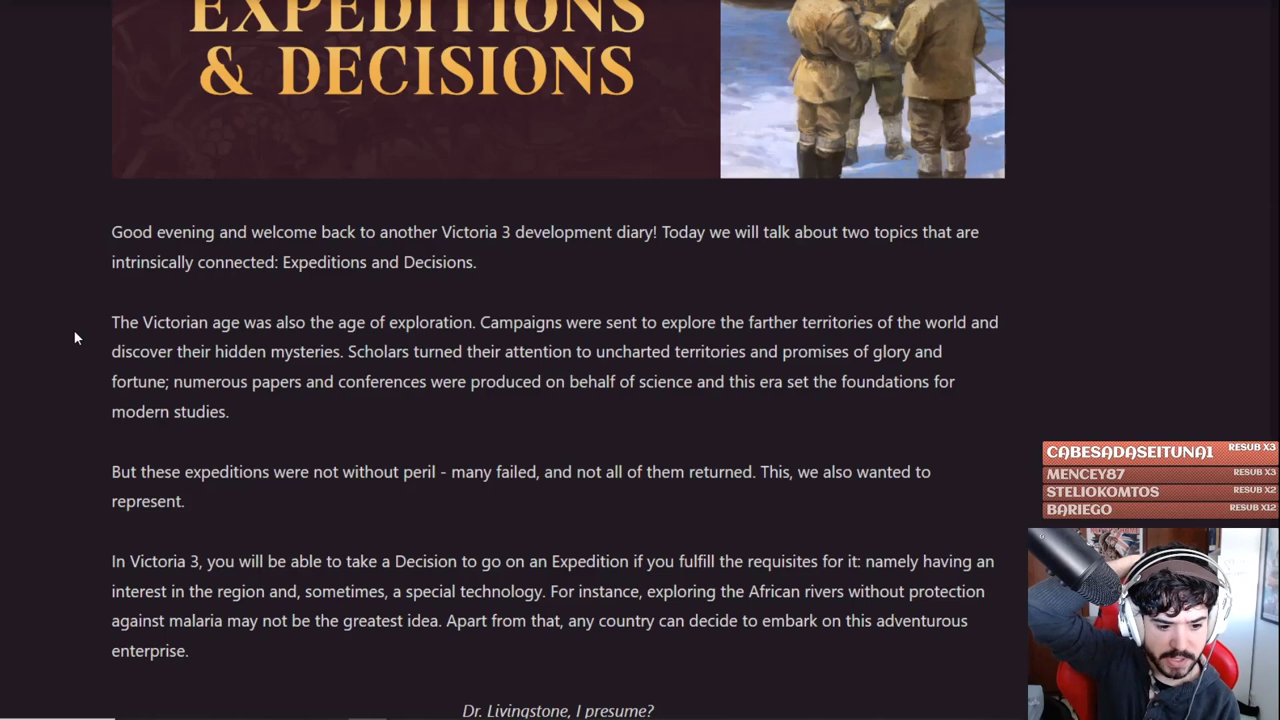 EXPEDITIONS
& DECISIONS
Good evening and welcome back to another Victoria 3 development diary! Today we will talk about two topics that are
intrinsically connected: Expeditions and Decisions.
The Victorian age was also the age of exploration. Campaigns were sent to explore the farther territories of the world and
discover their hidden mysteries. Scholars turned their attention to uncharted territories and promises of glory and
fortune; numerous papers and conferences were produced on behalf of science and this era set the foundations for
modern studies.
But these expeditions were not without peril - many failed, and not all of them returned. This, we also wanted to
represent.
In Victoria 3, you will be able to take a Decision to go on an Expedition if you fulfill the requisites for it: namely having an
interest in the region and, sometimes, a special technology. For instance, exploring the African rivers without protection
against malaria may not be the greatest idea. Apart from that, any country can decide to embark on this adventurous
enterprise.
Dr. Livingstone, I presume?
CABESADASEITUNA1 RESUB X3
MENCEY87 RESUB X3
STELIOKOMTOS RESUB X2
BARIEGO RESUB X12